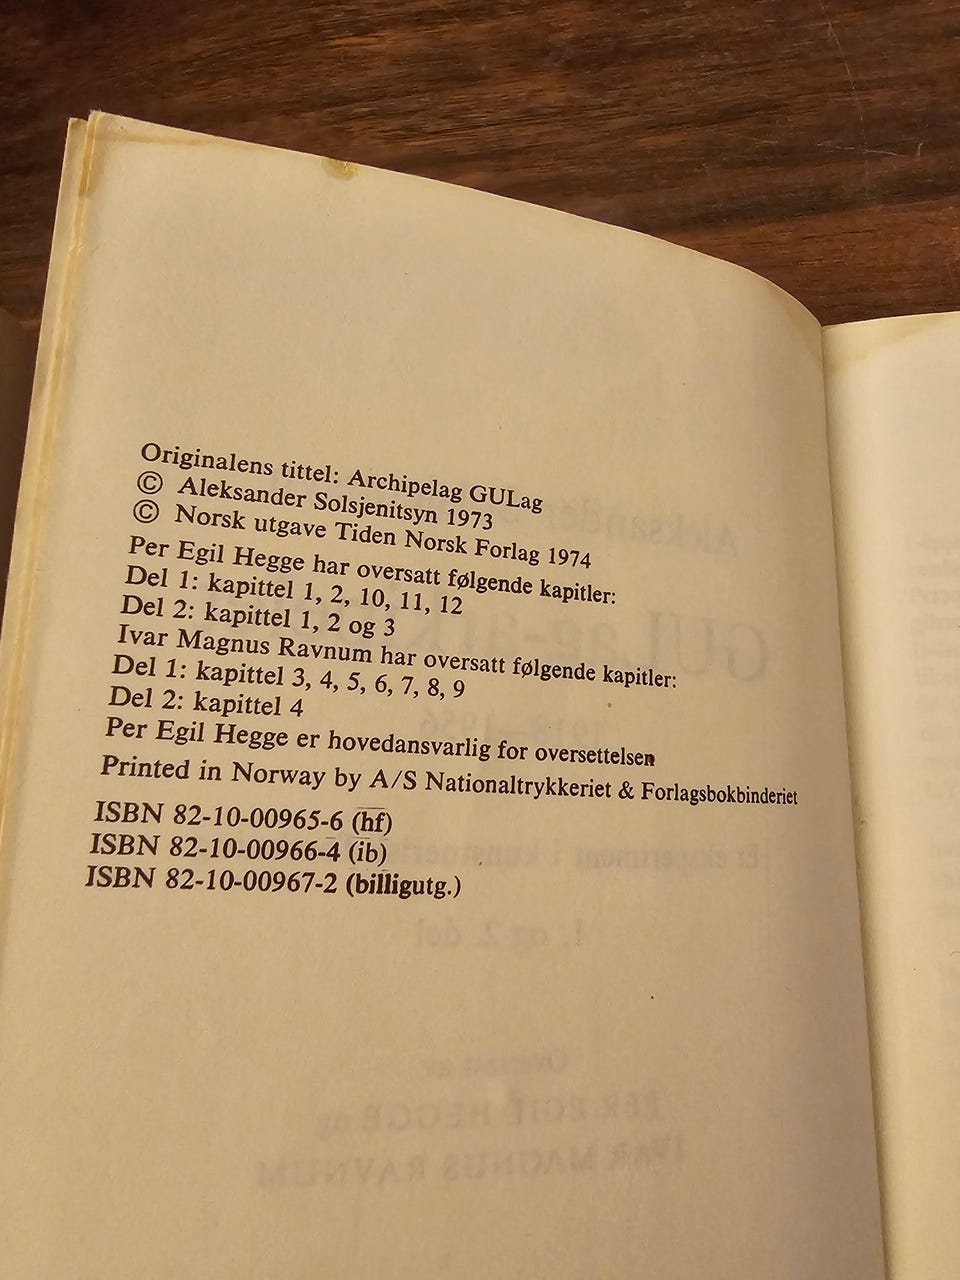 Originalens tittel: Archipelag GULag
© Aleksander Solsjenitsyn 1973
© Norsk utgave Tiden Norsk Forlag 1974
Per Egil Hegge har oversatt følgende kapitler:
Del 1: kapittel 1, 2, 10, 11, 12
Del 2: kapittel 1, 2 og 3
Ivar Magnus Ravnum har oversatt følgende kapitler:
Del 1: kapittel 3, 4, 5, 6, 7, 8, 9
Del 2: kapittel 4
Per Egil Hegge er hovedansvarlig for oversettelsen
Printed in Norway by A/S Nationaltrykkeriet & Forlagsbokbinderiet
ISBN 82-10-00965-6 (hf)
ISBN 82-10-00966-4 (ib)
ISBN 82-10-00967-2 (billigutg.)